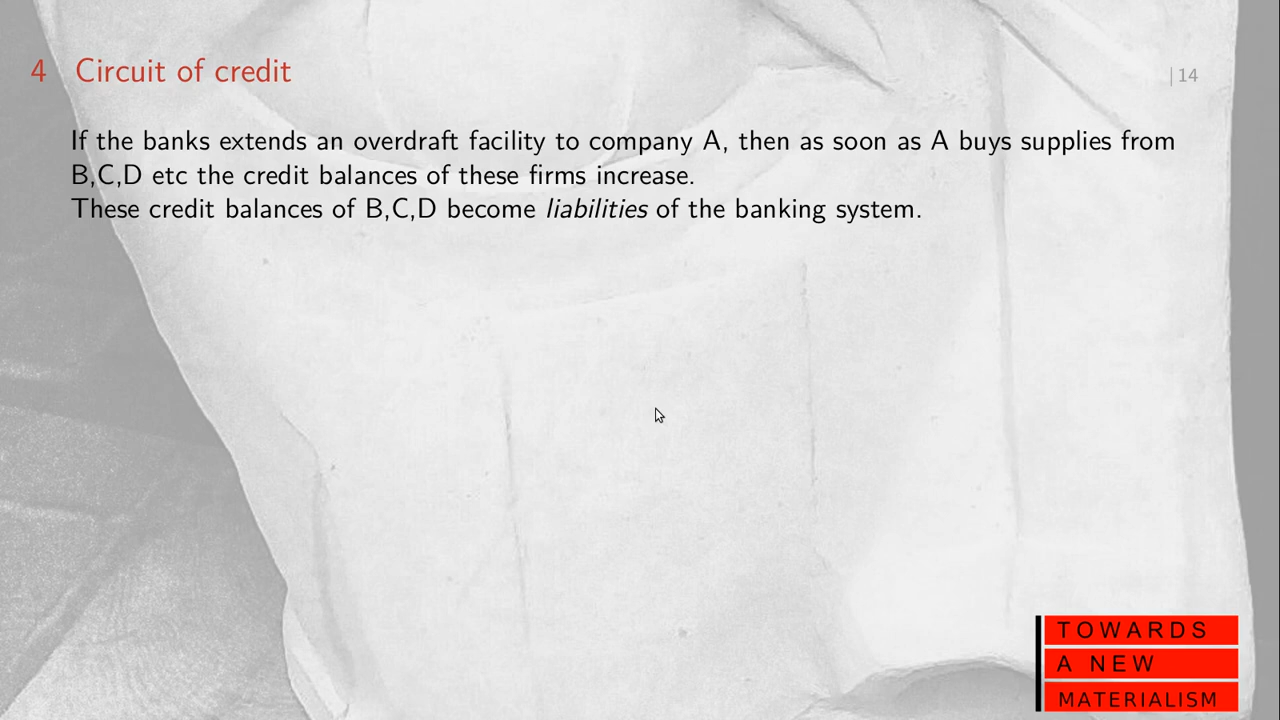 4 Circuit of credit
| 14
If the banks extends an overdraft facility to company A, then as soon as A buys supplies from
B,C,D etc the credit balances of these firms increase.
These credit balances of B,C,D become liabilities of the banking system.
TOWARDS
A NEW
MATERIALISM